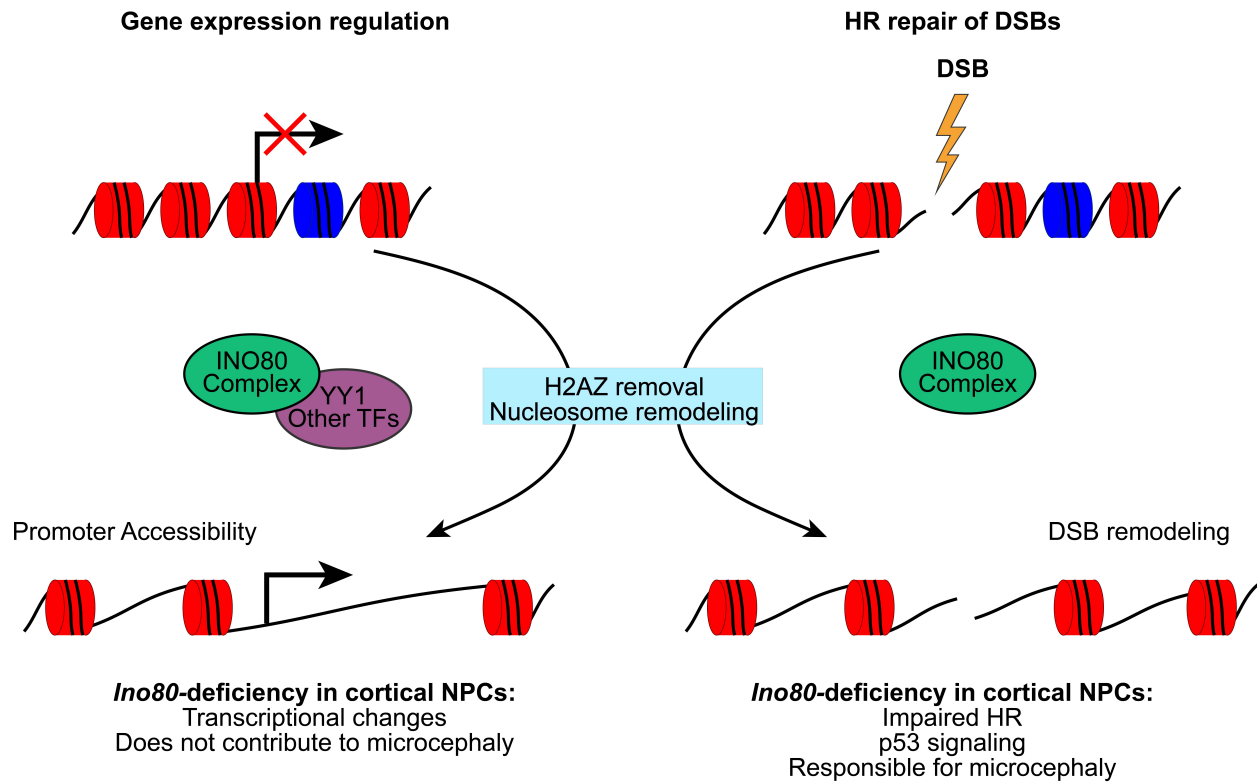 Gene expression regulation
HR repair of DSBs
DSB
INO80
Complex
YY1
Other TFs
H2AZ removal
Nucleosome remodeling
INO80
Complex
Promoter Accessibility
DSB remodeling
Ino80-deficiency in cortical NPCs:
Transcriptional changes
Does not contribute to microcephaly
Ino80-deficiency in cortical NPCs:
Impaired HR
p53 signaling
Responsible for microcephaly